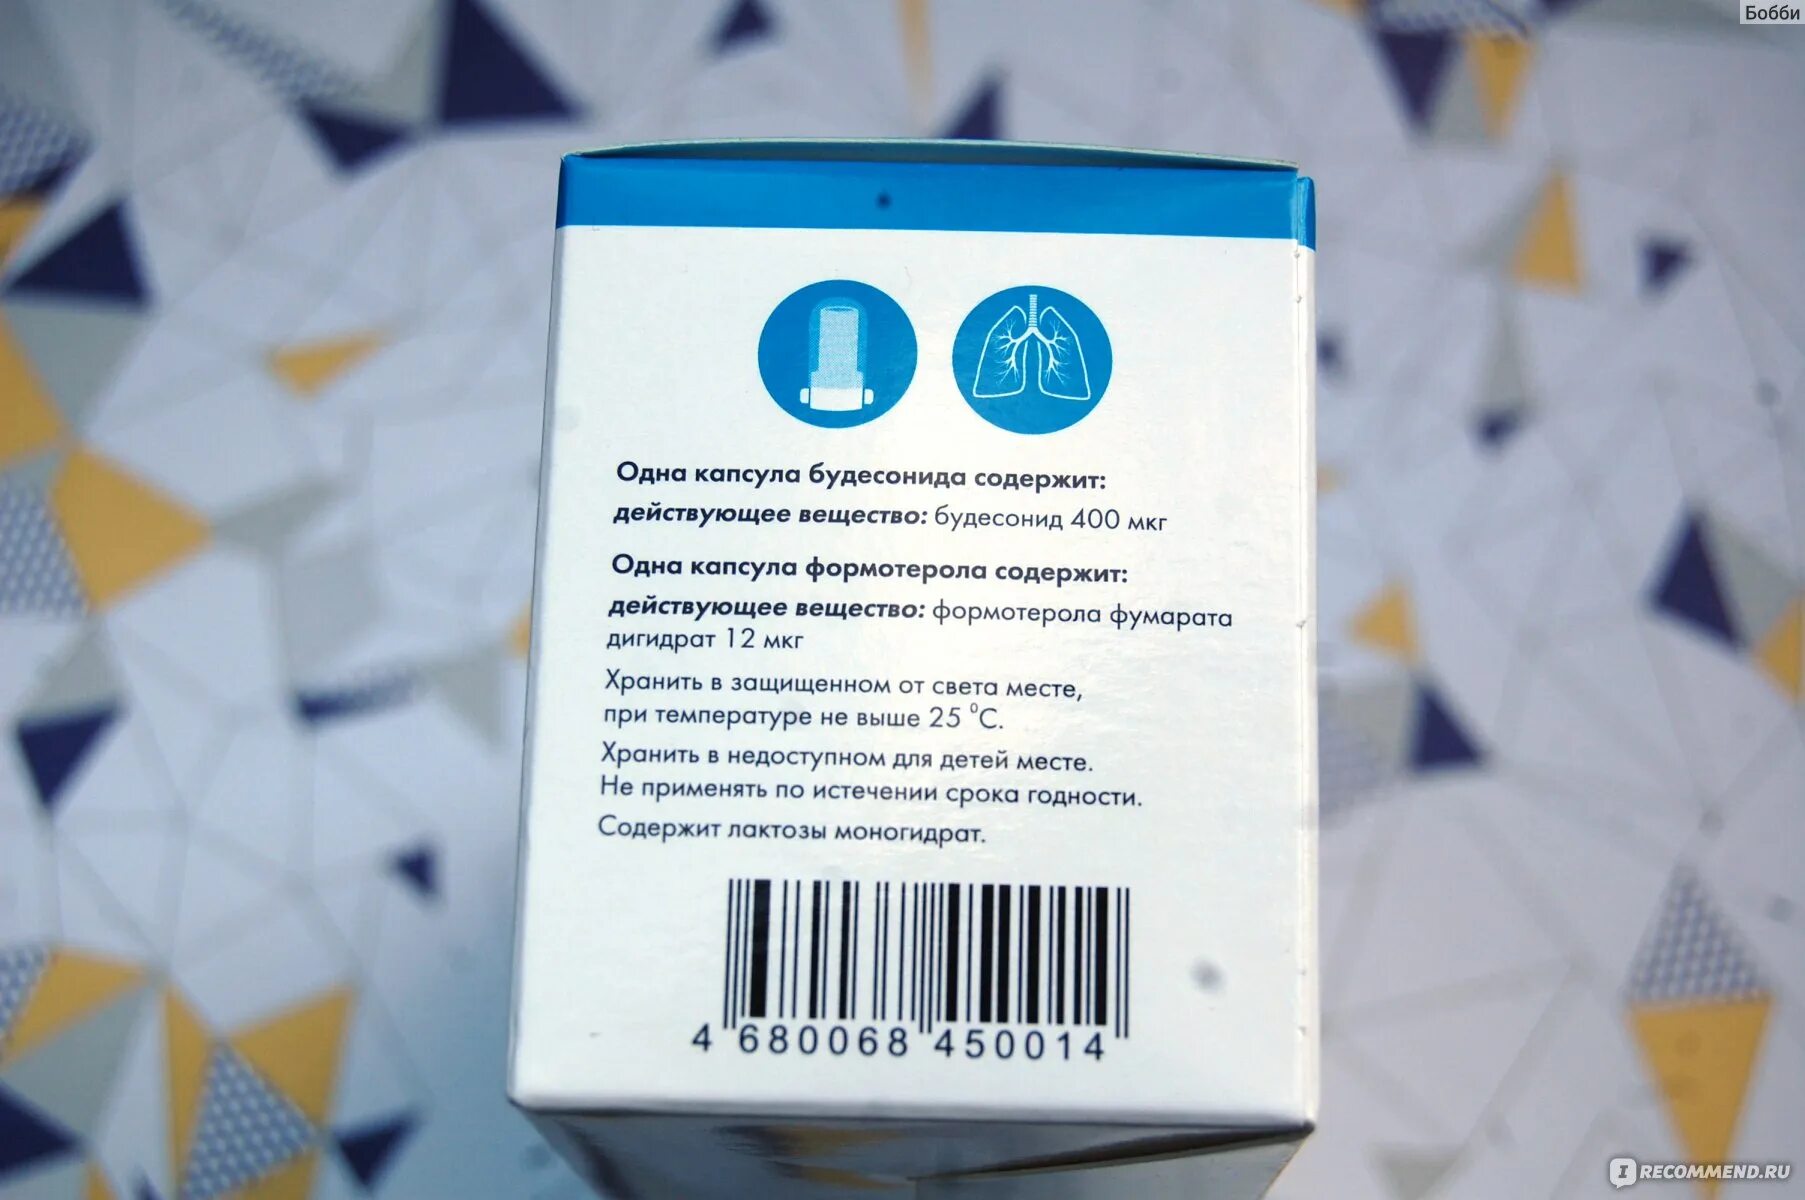 Бобби
Одна капсула будесонида содержит:
действующее вещество: будесонид 400 мкг
Одна капсула формотерола содержит:
действующее вещество: формотерола фумарата
дигидрат 12 мкг
Хранить в защищенном от света месте,
при температуре не выше 25 ⁰С.
Хранить в недоступном для детей месте.
Не применять по истечении срока годности.
Содержит лактозы моногидрат.
4 680068 450014
IRECOMMEND.RU